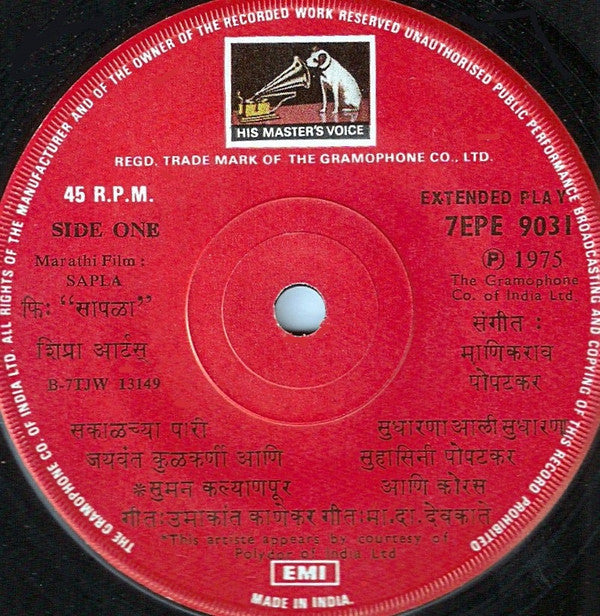 THE GRAMOPHONE CO OF INDIA LTD. ALL RIGHTS OF THE MANUFACTURER AND OF THE OWNER OF THE RECORDED WORK RESERVED UNAUTHORISED PUBLIC PERFORMANCE BROADCASTING AND COPYING OF THIS RECORD PROHIBITED
HIS MASTER'S VOICE
REGD. TRADE MARK OF THE GRAMOPHONE CO., LTD.
45 R.P.M.
SIDE ONE
Marathi Film :
SAPLA
फि: "सापळा"
शिप्रा आर्टस्
B-7TJW 13149
EXTENDED PLAY
7EPE 9031
Ⓟ 1975
The Gramophone
Co. of India Ltd
संगीत :
माणिकराव
पोपटकर
सकाळच्या पारी
जयवंत कुळकर्णी आणि
*सुमन कल्याणपूर
गीत: उमाकांत काणेकर
सुधारणा आली सुधारणा
सुहासिनी पोपटकर
आणि कोरस
गीत: मा. दा. देवकाते
*This artiste appears by courtesy of
Polydor of India Ltd
EMI
MADE IN INDIA.